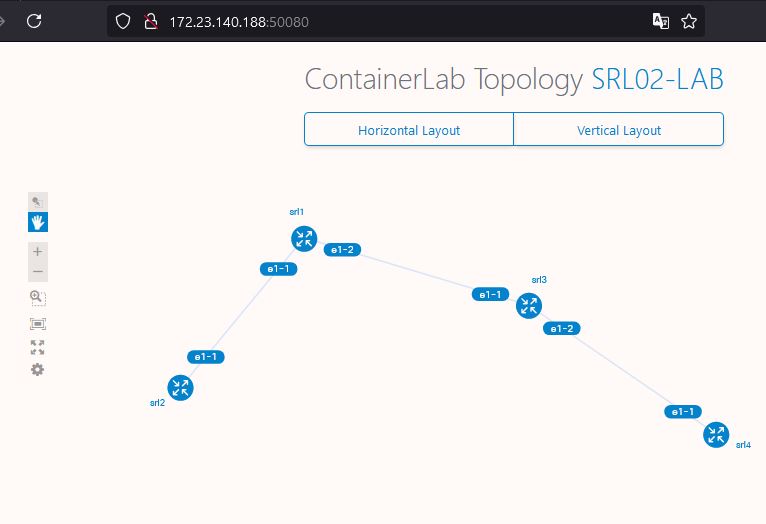 172.23.140.188:50080
ContainerLab Topology SRL02-LAB
Horizontal Layout
Vertical Layout
srl1
e1-2
e1-1
srl3
e1-1
e1-2
e1-1
srl2
e1-1
srl4